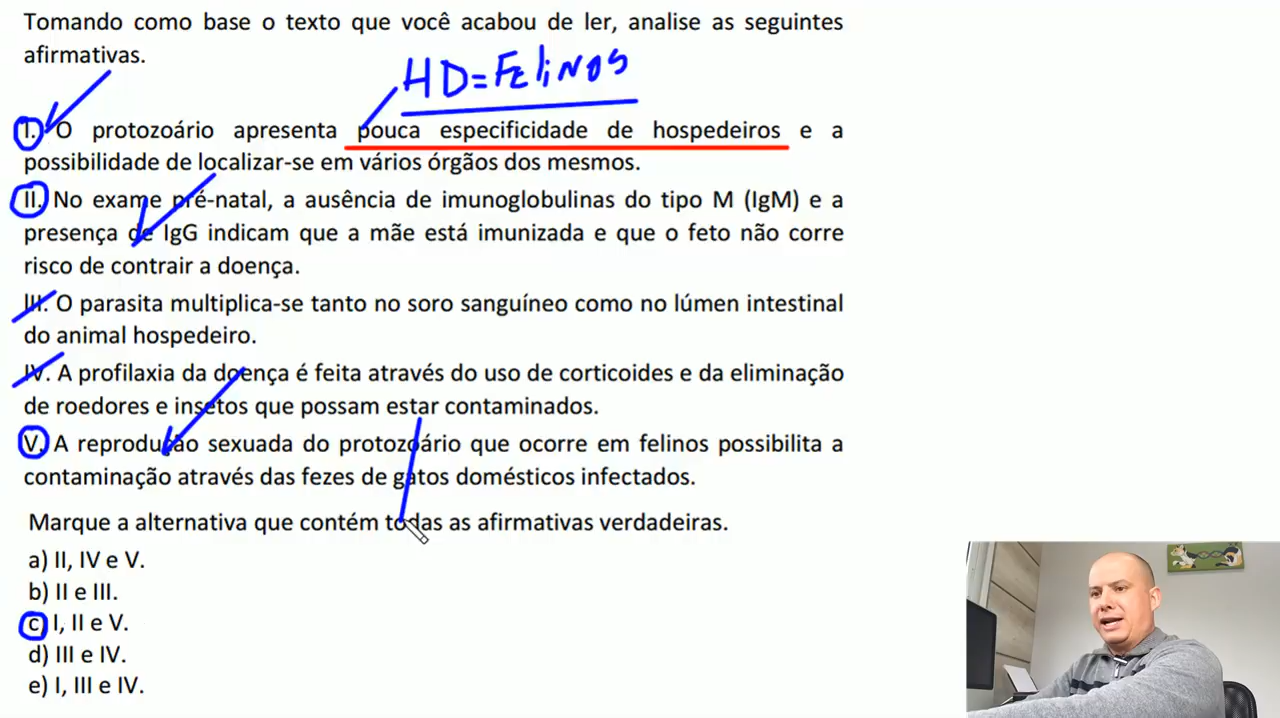 Tomando como base o texto que você acabou de ler, analise as seguintes
afirmativas.
HD=FELINOS
I. O protozoário apresenta pouca especificidade de hospedeiros e a
possibilidade de localizar-se em vários órgãos dos mesmos.
II. No exame pré-natal, a ausência de imunoglobulinas do tipo M (IgM) e a
presença de IgG indicam que a mãe está imunizada e que o feto não corre
risco de contrair a doença.
III. O parasita multiplica-se tanto no soro sanguíneo como no lúmen intestinal
do animal hospedeiro.
IV. A profilaxia da doença é feita através do uso de corticoides e da eliminação
de roedores e insetos que possam estar contaminados.
V. A reprodução sexuada do protozoário que ocorre em felinos possibilita a
contaminação através das fezes de gatos domésticos infectados.
Marque a alternativa que contém todas as afirmativas verdadeiras.
a) II, IV e V.
b) II e III.
c) I, II e V.
d) III e IV.
e) I, III e IV.